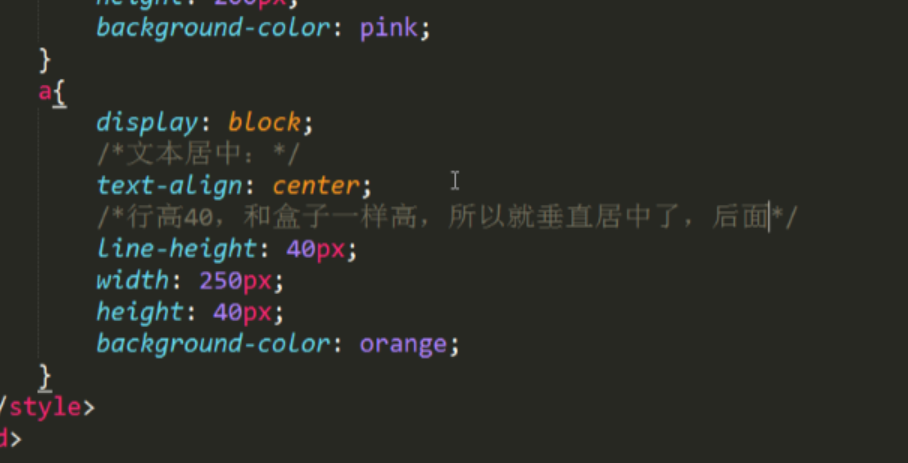 background-color: pink;
}
a{
display: block;
/*文本居中：*/
text-align: center;
/*行高40，和盒子一样高，所以就垂直居中了，后面*/
line-height: 40px;
width: 250px;
height: 40px;
background-color: orange;
}
/style>
d>